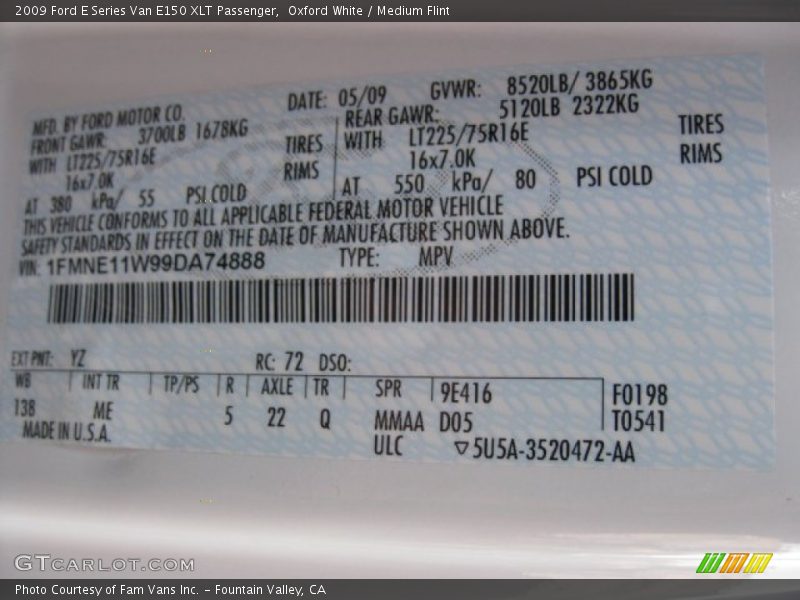 2009 Ford E Series Van E150 XLT Passenger,  Oxford White / Medium Flint
MFD. BY FORD MOTOR CO.
DATE: 05/09
GVWR: 8520LB/ 3865KG
FRONT GAWR: 3700LB 1678KG
REAR GAWR: 5120LB 2322KG
WITH LT225/75R16E TIRES
WITH LT225/75R16E TIRES
16x7.0K RIMS
16x7.0K RIMS
AT 380 kPa/ 55 PSI COLD
AT 550 kPa/ 80 PSI COLD
THIS VEHICLE CONFORMS TO ALL APPLICABLE FEDERAL MOTOR VEHICLE
SAFETY STANDARDS IN EFFECT ON THE DATE OF MANUFACTURE SHOWN ABOVE.
VIN: 1FMNE11W99DA74888 TYPE: MPV
EXT PNT: YZ RC: 72 DSO:
WB INT TR TP/PS R AXLE TR SPR 9E416 F0198
138 ME 5 22 Q MMAA D05 T0541
MADE IN U.S.A. ULC ▽5U5A-3520472-AA
GTCARLOT.COM
Photo Courtesy of Fam Vans Inc. – Fountain Valley, CA